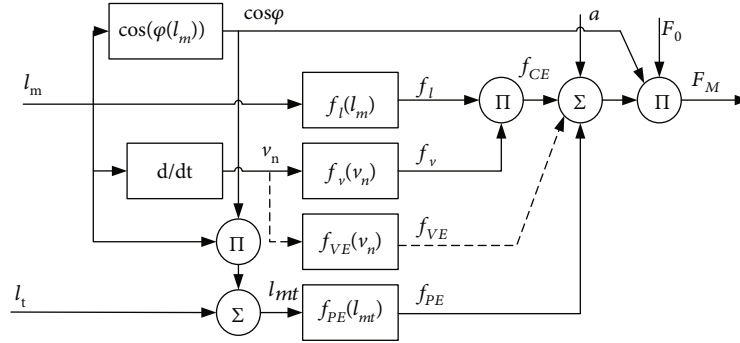 cosφ
a
cos(φ(l_m))
F_0
f_CE
l_m
f_l(l_m)
f_l
Π
Σ
Π
F_M
v_n
d/dt
f_v(v_n)
f_v
Π
f_VE(v_n)
f_VE
l_t
Σ
l_mt
f_PE(l_mt)
f_PE